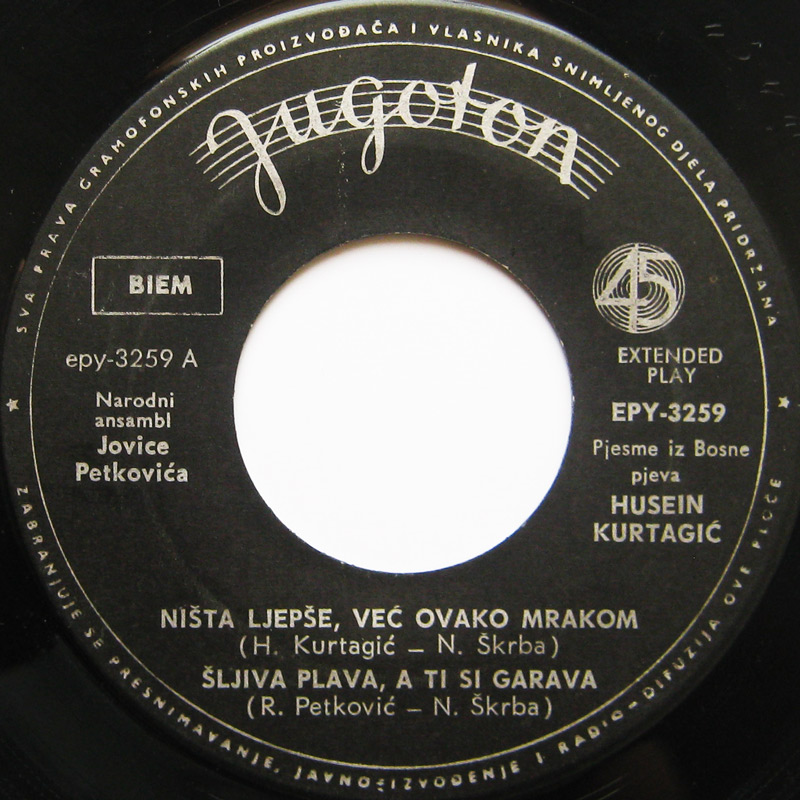 SVA PRAVA GRAMOFONSKIH PROIZVOĐAČA I VLASNIKA SNIMLJENOG DJELA PRIDRŽANA
Jugoton
BIEM
45
epy-3259 A
EXTENDED
PLAY
Narodni
ansambl
Jovice
Petkovića
EPY-3259
Pjesme iz Bosne
pjeva
HUSEIN
KURTAGIĆ
NIŠTA LJEPŠE, VEĆ OVAKO MRAKOM
(H. Kurtagić – N. Škrba)
ŠLJIVA PLAVA, A TI SI GARAVA
(R. Petković – N. Škrba)
ZABRANJUJE SE PRESNIMAVANJE, JAVNO IZVOĐENJE I RADIO-DIFUZIJA OVE PLOČE